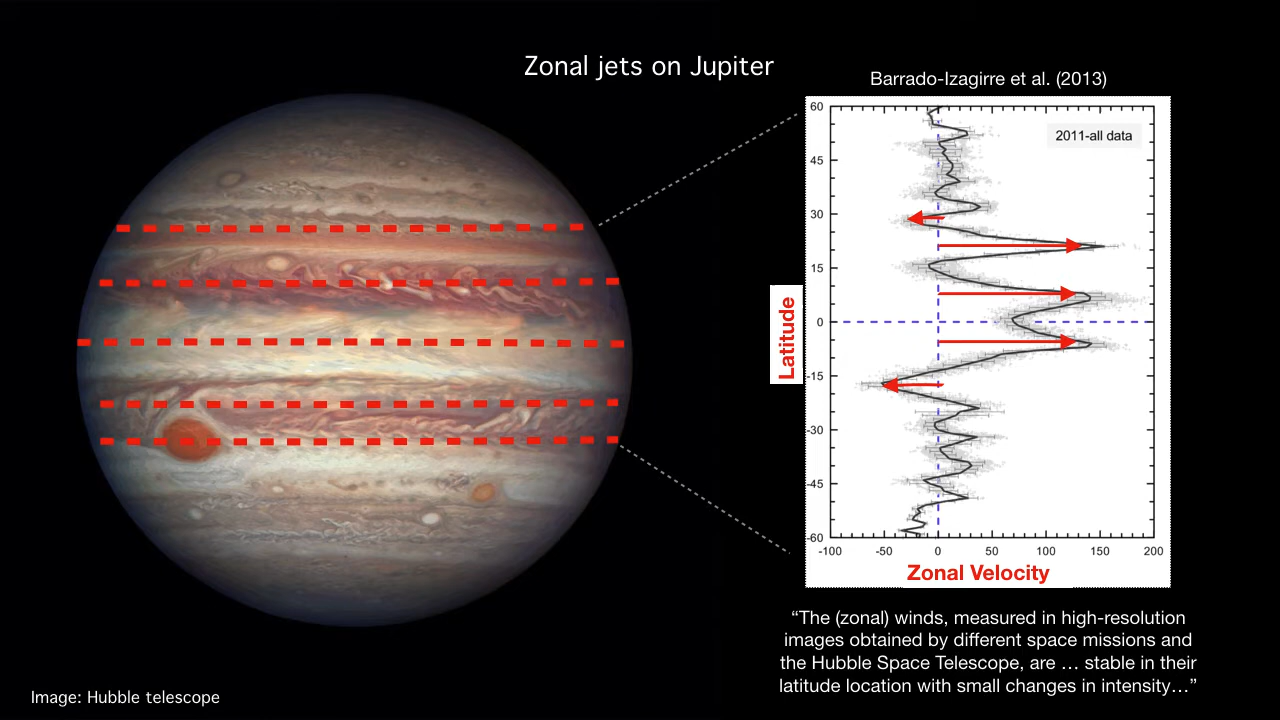 Zonal jets on Jupiter
Barrado-Izagirre et al. (2013)
60
2011-all data
45
30
15
0
-15
-30
-45
-60
Latitude
-100 -50 0 50 100 150 200
Zonal Velocity
“The (zonal) winds, measured in high-resolution
images obtained by different space missions and
the Hubble Space Telescope, are … stable in their
latitude location with small changes in intensity…”
Image: Hubble telescope